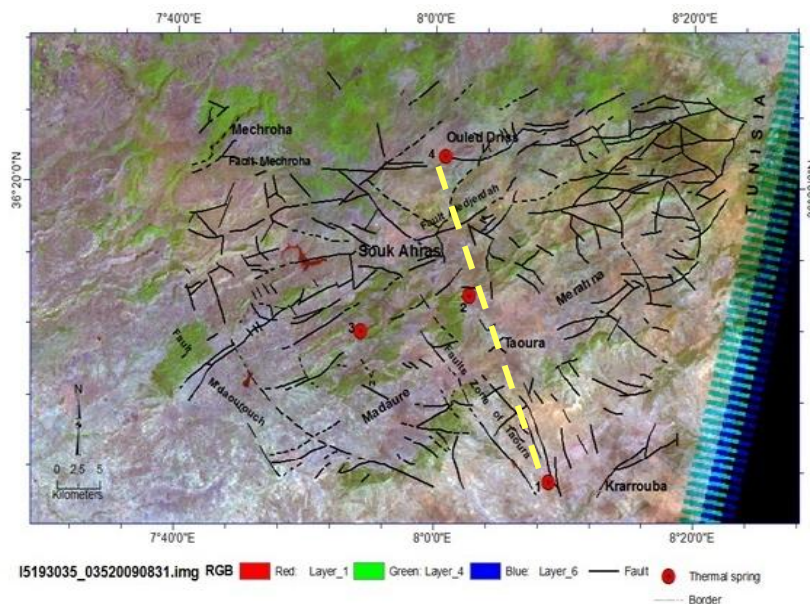 7°40'0"E
8°0'0"E
8°20'0"E
36°20'0"N
TUNISIA
Mechroha
Ouled Driss
4
Fault Mechroha
Fault Medjerdah
Souk Ahras
Merahna
2
3
Taoura
Fault
M'daourouch
Madaure
Faults Zone of Taoura
N
0 2.5 5
Kilometers
1
Krarrouba
7°40'0"E
8°0'0"E
8°20'0"E
l5193035_03520090831.img RGB Red: Layer_1 Green: Layer_4 Blue: Layer_6 Fault Thermal spring
Border